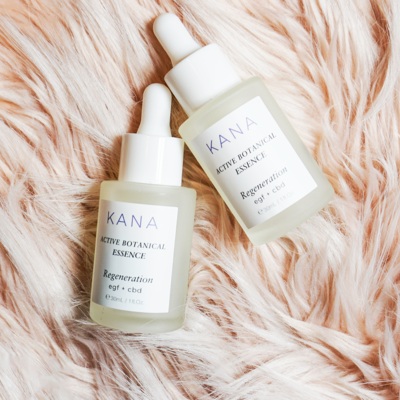 KANA
ACTIVE BOTANICAL
ESSENCE
Regeneration
egf + cbd
KANA
ACTIVE BOTANICAL
ESSENCE
Regeneration
egf + cbd